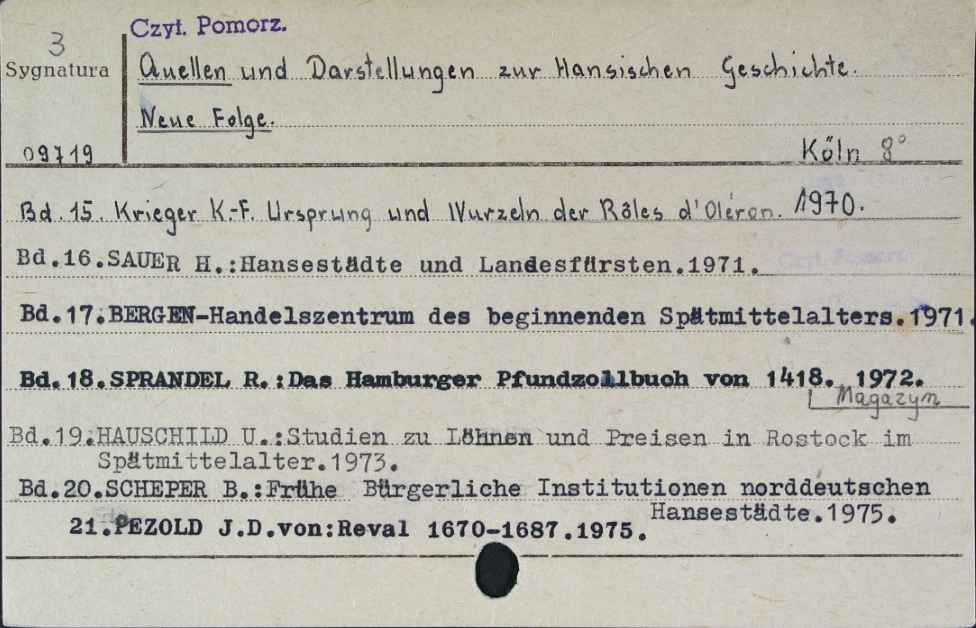 3
Czyt. Pomorz.
Sygnatura
Quellen und Darstellungen zur Hansischen Geschichte.
Neue Folge.
09719
Köln 8°
Bd. 15. Krieger K.-F. Ursprung und Wurzeln der Rôles d'Oléron. 1970.
Bd.16.SAUER H.:Hansestädte und Landesfürsten.1971.
Czyt. Pomorz.
Bd.17.BERGEN-Handelszentrum des beginnenden Spätmittelalters.1971.
Bd.18.SPRANDEL R.:Das Hamburger Pfundzollbuch von 1418. 1972.
Magazyn
Bd.19.HAUSCHILD U.:Studien zu Löhnen und Preisen in Rostock im
Spätmittelalter.1973.
Bd.20.SCHEPER B.:Frühe Bürgerliche Institutionen norddeutschen
Hansestädte.1975.
21.PEZOLD J.D.von:Reval 1670-1687.1975.